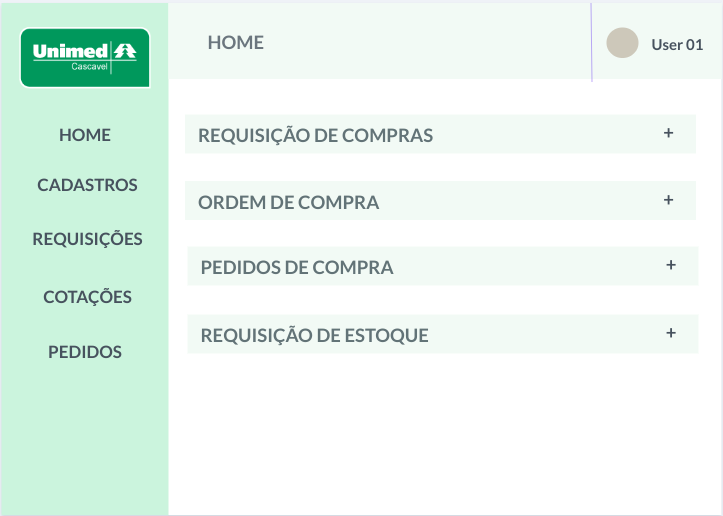 Unimed
Cascavel
HOME
CADASTROS
REQUISIÇÕES
COTAÇÕES
PEDIDOS
HOME
User 01
REQUISIÇÃO DE COMPRAS +
ORDEM DE COMPRA +
PEDIDOS DE COMPRA +
REQUISIÇÃO DE ESTOQUE +